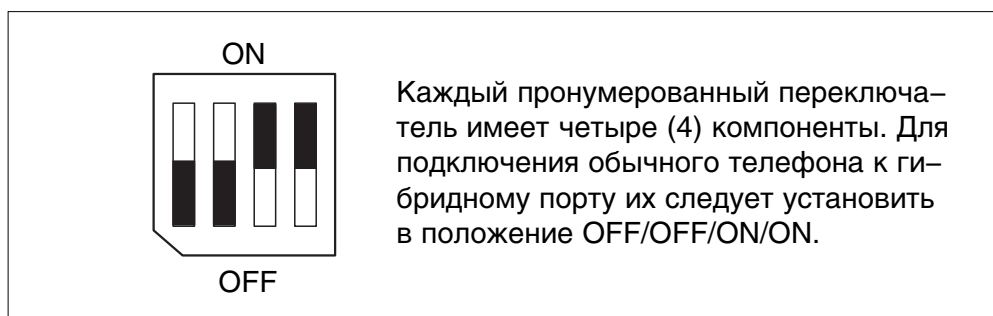 ON
Каждый пронумерованный переключа–
тель имеет четыре (4) компоненты. Для
подключения обычного телефона к ги–
бридному порту их следует установить
в положение OFF/OFF/ON/ON.
OFF